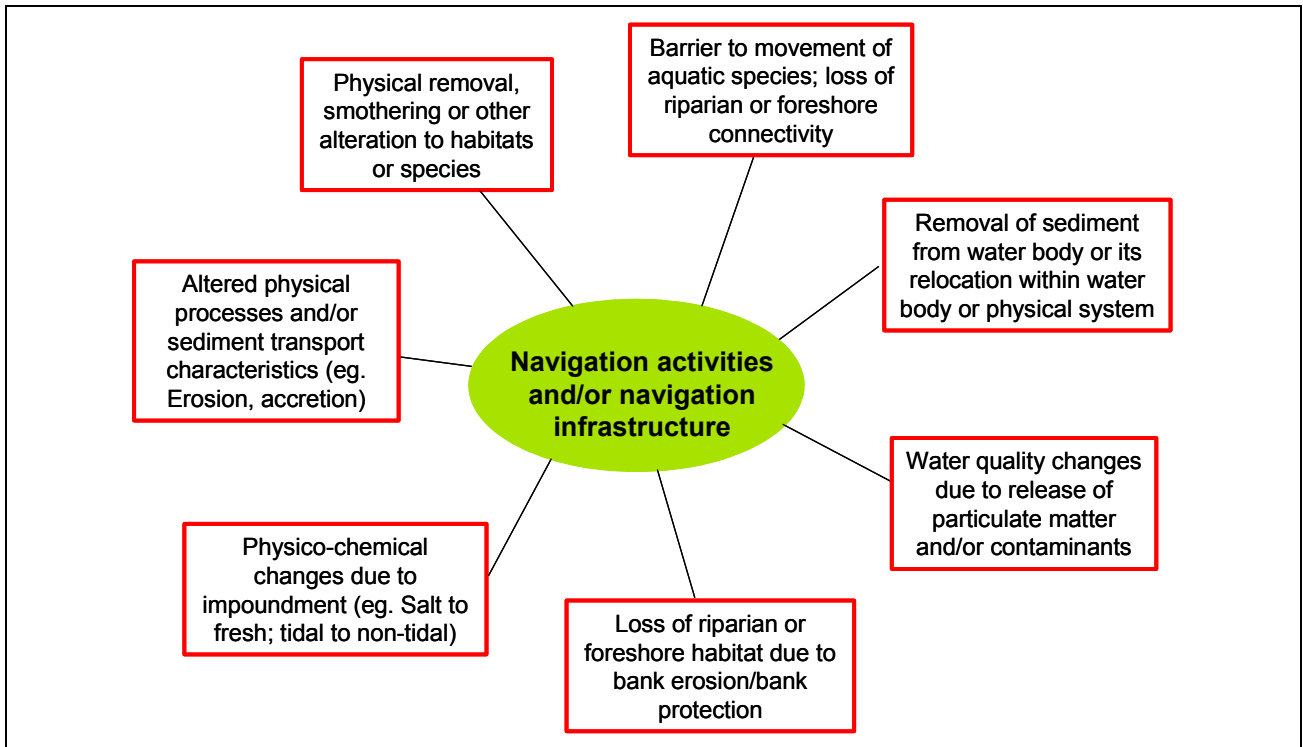 Barrier to movement of
aquatic species; loss of
riparian or foreshore
connectivity
Physical removal,
smothering or other
alteration to habitats
or species
Removal of sediment
from water body or its
relocation within water
body or physical system
Altered physical
processes and/or
sediment transport
characteristics (eg.
Erosion, accretion)
Navigation activities
and/or navigation
infrastructure
Water quality changes
due to release of
particulate matter
and/or contaminants
Physico-chemical
changes due to
impoundment (eg. Salt to
fresh; tidal to non-tidal)
Loss of riparian or
foreshore habitat due to
bank erosion/bank
protection